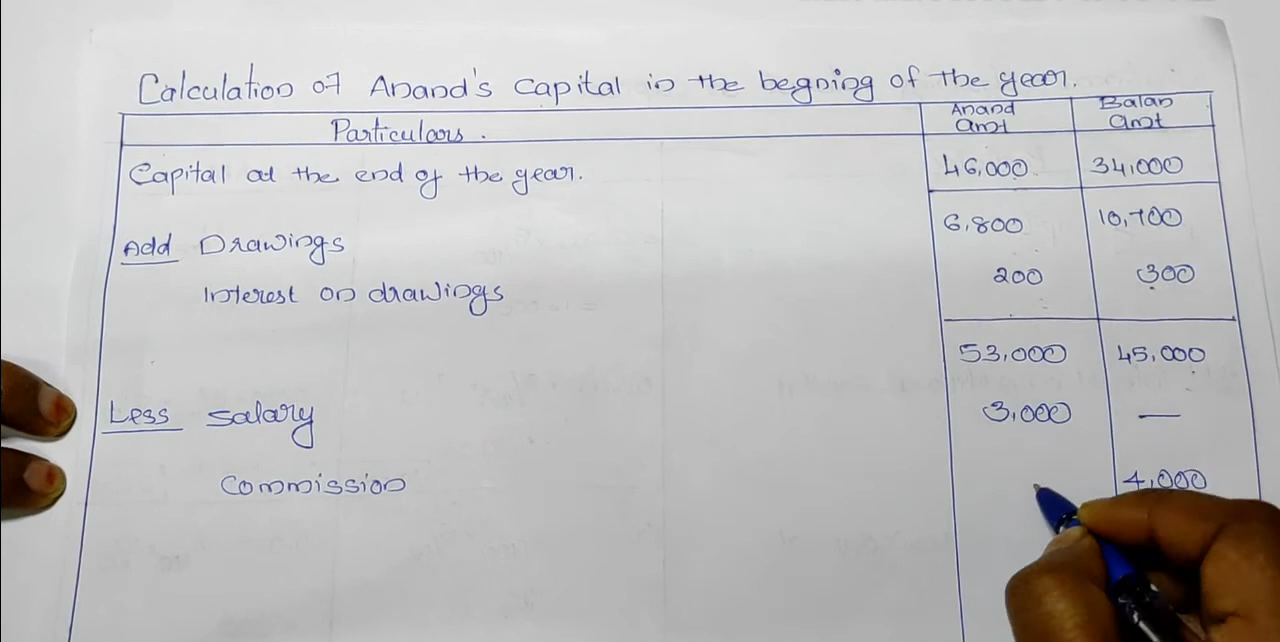 Calculation of Anand's Capital in the begning of the year.
Particulars. Anand Amt Balan Amt
Capital at the end of the year. 46,000 34,000
Add Drawings 6,800 10,700
Interest on drawings 200 300
53,000 45,000
Less Salary 3,000 —
Commission 4,000